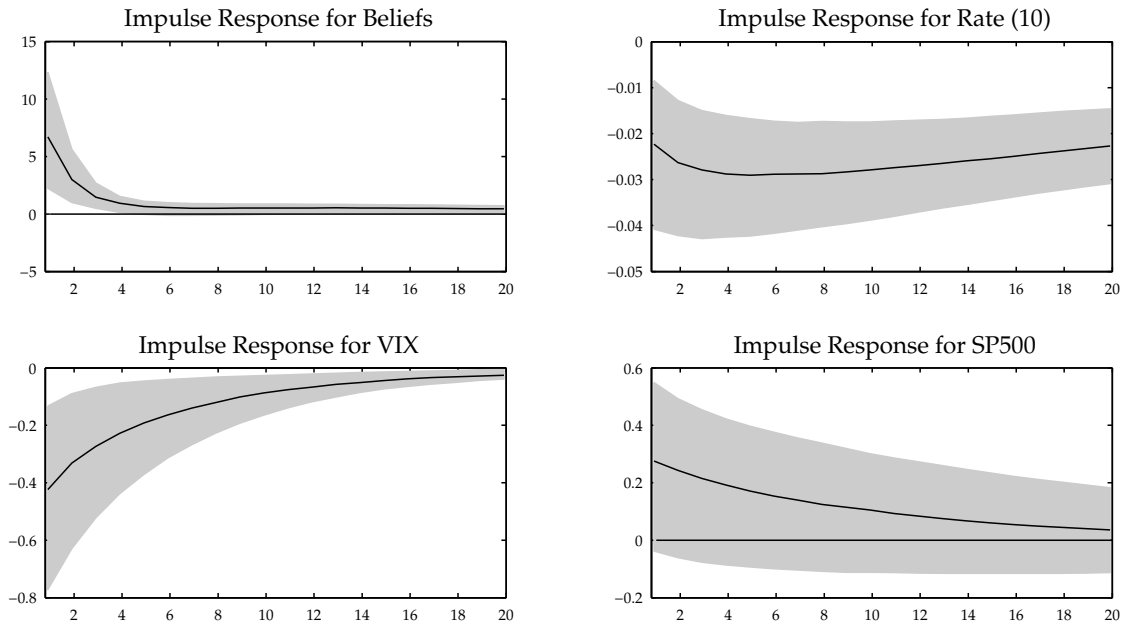 Impulse Response for Beliefs
15
10
5
0
−5
2 4 6 8 10 12 14 16 18 20
Impulse Response for Rate (10)
0
−0.01
−0.02
−0.03
−0.04
−0.05
2 4 6 8 10 12 14 16 18 20
Impulse Response for VIX
0
−0.2
−0.4
−0.6
−0.8
2 4 6 8 10 12 14 16 18 20
Impulse Response for SP500
0.6
0.4
0.2
0
−0.2
2 4 6 8 10 12 14 16 18 20